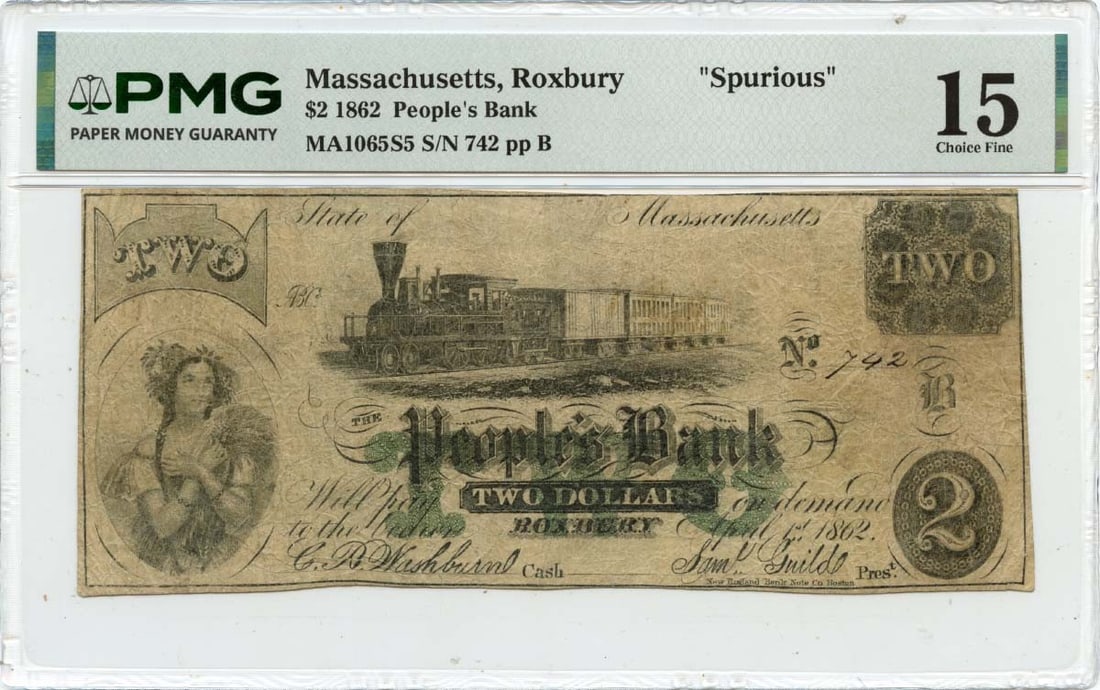 PMG
PAPER MONEY GUARANTY
Massachusetts, Roxbury "Spurious"
$2 1862 People's Bank
MA1065S5 S/N 742 pp B
15
Choice Fine
State of Massachusetts
TWO
TWO
No 742
B
THE People's Bank
Will pay TWO DOLLARS on demand
to the ROXBURY April 1st 1862.
2
C. B. Washburn Cash
Saml. Guild Prest.
New England Bank Note Co Boston